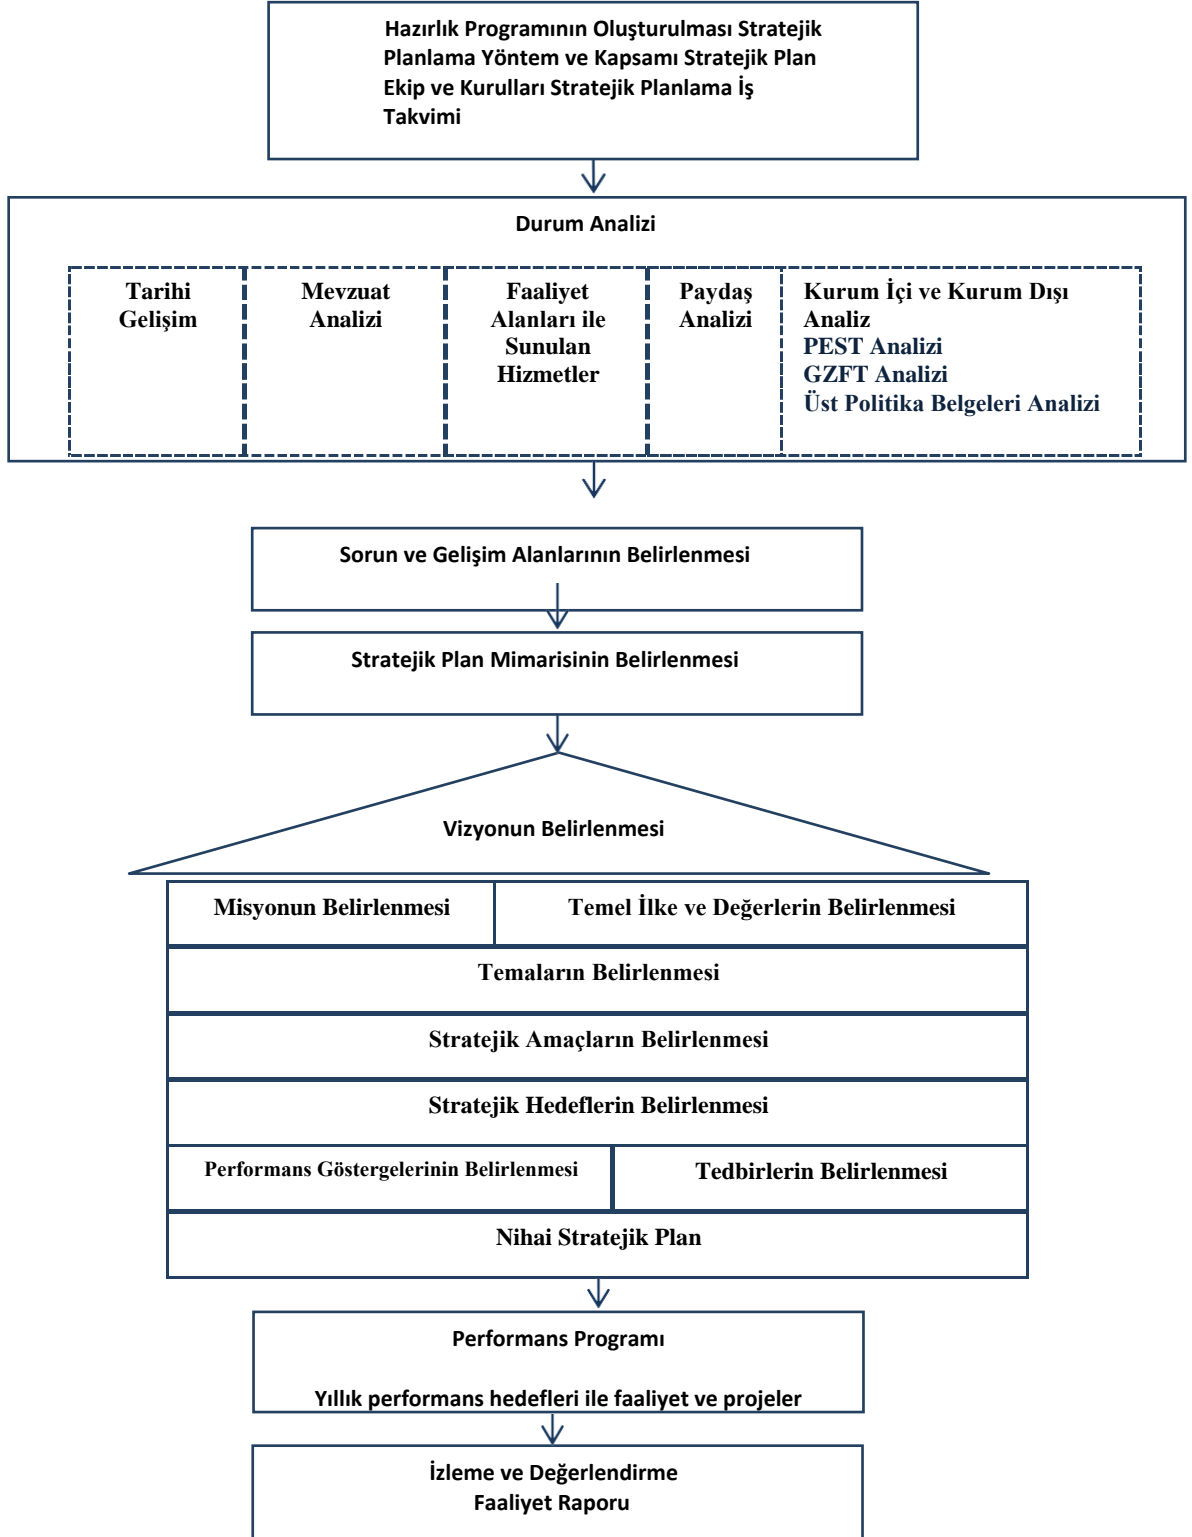 Hazırlık Programının Oluşturulması Stratejik
Planlama Yöntem ve Kapsamı Stratejik Plan
Ekip ve Kurulları Stratejik Planlama İş
Takvimi
Durum Analizi
Tarihi
Gelişim
Mevzuat
Analizi
Faaliyet
Alanları ile
Sunulan
Hizmetler
Paydaş
Analizi
Kurum İçi ve Kurum Dışı
Analiz
PEST Analizi
GZFT Analizi
Üst Politika Belgeleri Analizi
Sorun ve Gelişim Alanlarının Belirlenmesi
Stratejik Plan Mimarisinin Belirlenmesi
Vizyonun Belirlenmesi
Misyonun Belirlenmesi
Temel İlke ve Değerlerin Belirlenmesi
Temaların Belirlenmesi
Stratejik Amaçların Belirlenmesi
Stratejik Hedeflerin Belirlenmesi
Performans Göstergelerinin Belirlenmesi
Tedbirlerin Belirlenmesi
Nihai Stratejik Plan
Performans Programı
Yıllık performans hedefleri ile faaliyet ve projeler
İzleme ve Değerlendirme
Faaliyet Raporu